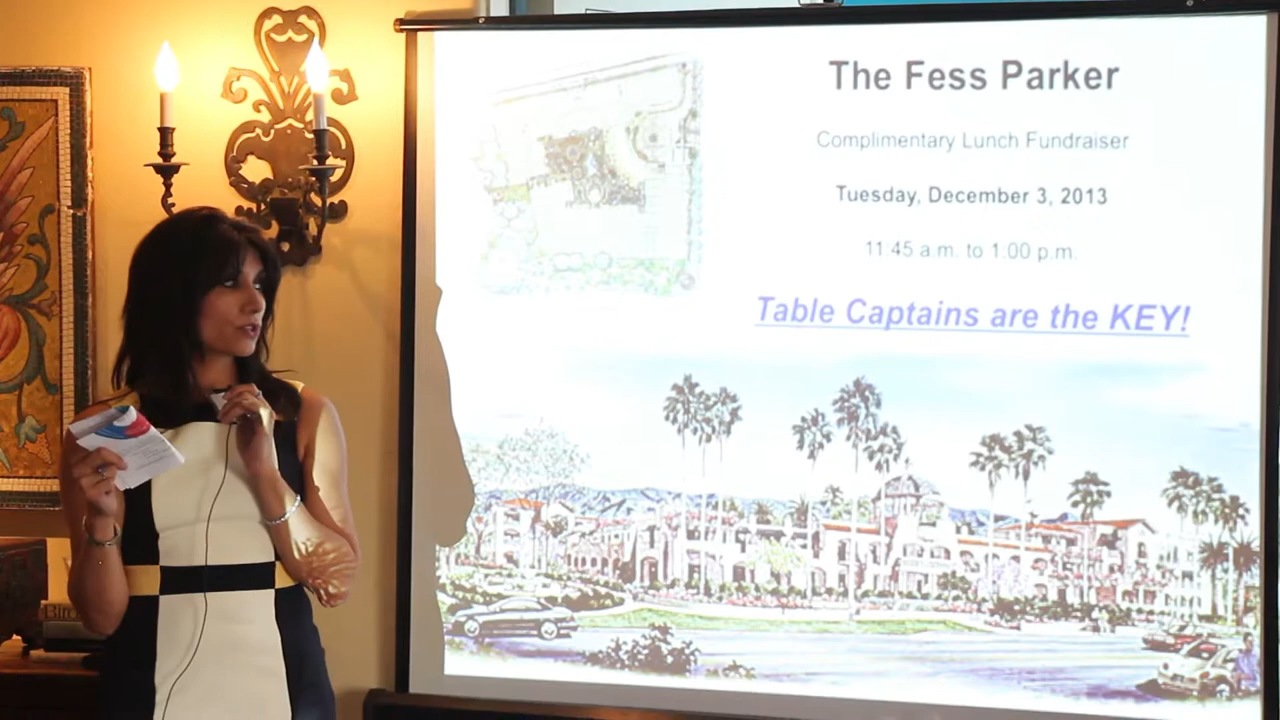 The Fess Parker
Complimentary Lunch Fundraiser
Tuesday, December 3, 2013
11:45 a.m. to 1:00 p.m.
Table Captains are the KEY!
Bird